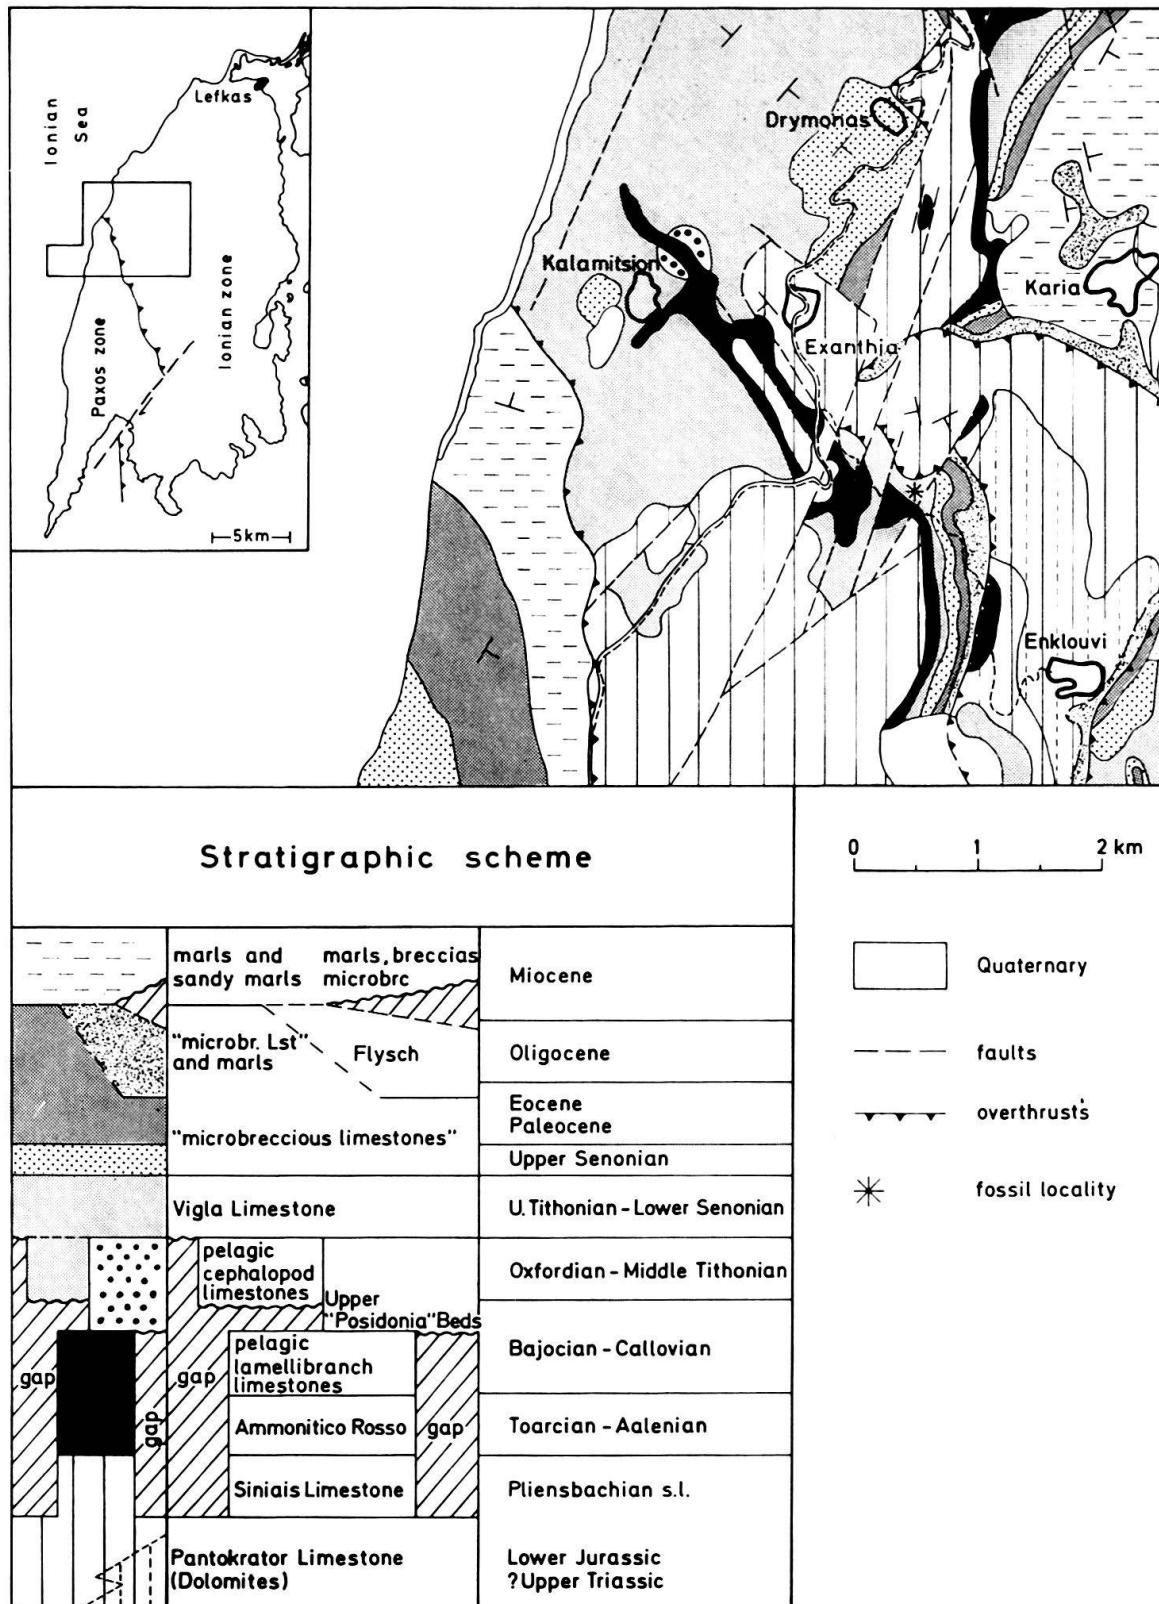 Lefkas
Ionian
Sea
Ionian zone
Paxos zone
5km
Drymonas
Kalamitsion
Karia
Exanthia
Enklouvi
Stratigraphic scheme
0 1 2 km
marls and
sandy marls
marls, breccias
microbrc
Miocene
Quaternary
"microbr. Lst"
and marls
Flysch
Oligocene
faults
Eocene
Paleocene
overthrusts
"microbreccious limestones"
Upper Senonian
fossil locality
Vigla Limestone
U. Tithonian - Lower Senonian
pelagic
cephalopod
limestones
Oxfordian - Middle Tithonian
Upper
"Posidonia" Beds
gap
gap
gap
pelagic
lamellibranch
limestones
Bajocian - Callovian
Ammonitico Rosso
gap
Toarcian - Aalenian
Siniais Limestone
Pliensbachian s.l.
Pantokrator Limestone
(Dolomites)
Lower Jurassic
?Upper Triassic